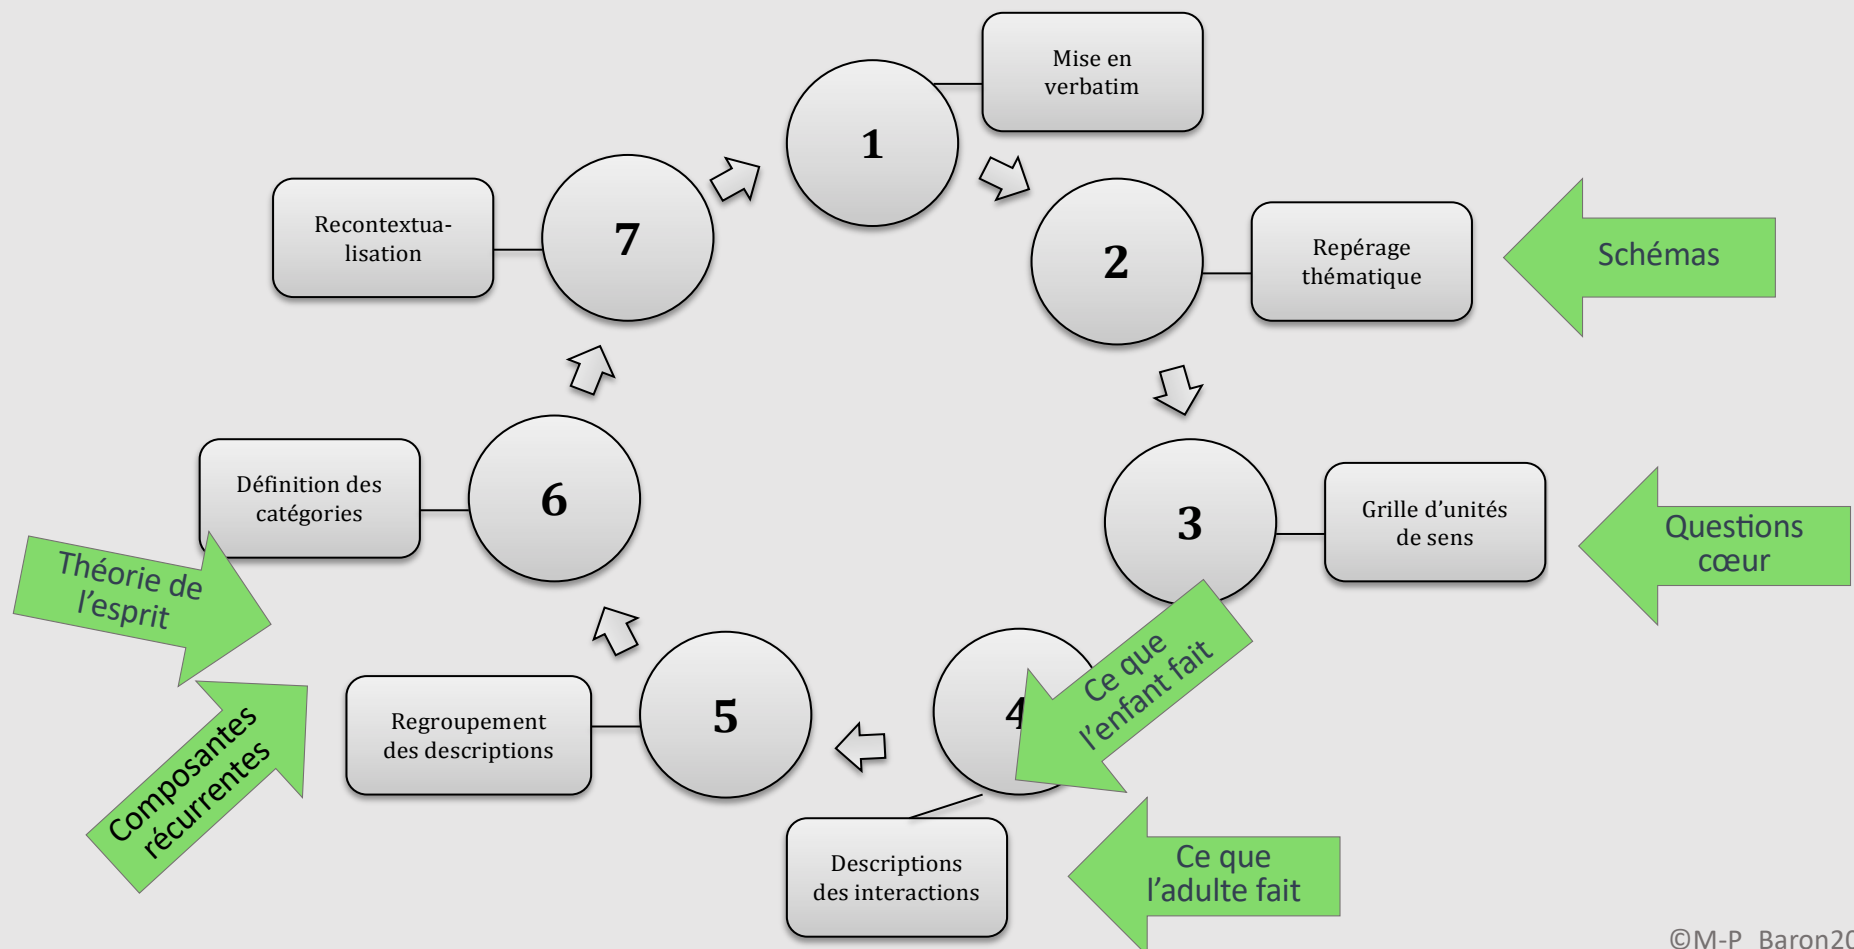 1
Mise en
verbatim
2
Repérage
thématique
Schémas
3
Grille d’unités
de sens
Questions
cœur
4
Ce que
l’enfant fait
Descriptions
des interactions
Ce que
l’adulte fait
5
Regroupement
des descriptions
Composantes
récurrentes
6
Définition des
catégories
Théorie de
l’esprit
7
Recontextua-
lisation
©M-P_Baron20